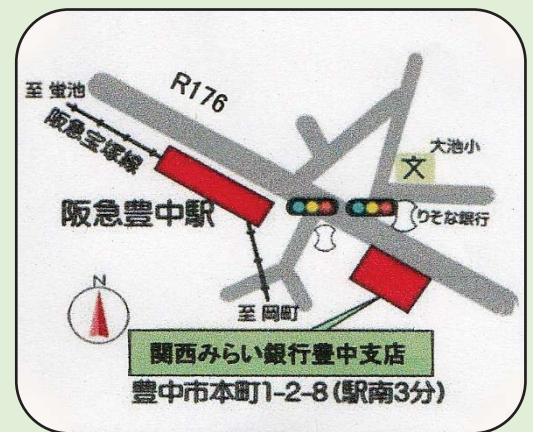 至 蛍池
R176
阪急宝塚線
大池小
文
阪急豊中駅
りそな銀行
N
至 岡町
関西みらい銀行豊中支店
豊中市本町1-2-8(駅南3分)